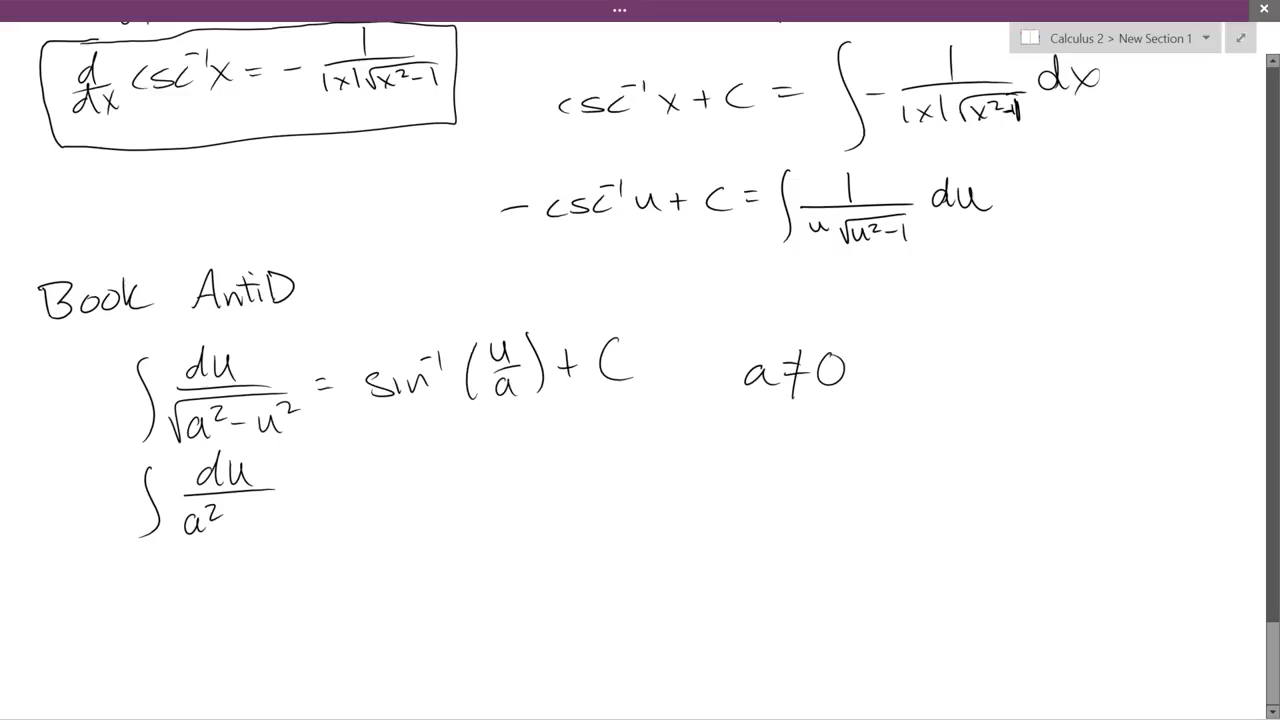 Calculus 2 > New Section 1
d/dx csc⁻¹x = - 1/(|x|√(x²-1))
csc⁻¹x + C = ∫ - 1/(|x|√(x²-1)) dx
- csc⁻¹u + C = ∫ 1/(u√(u²-1)) du
Book AntiD
∫ du/√(a²-u²) = sin⁻¹(u/a) + C a≠0
∫ du/a²